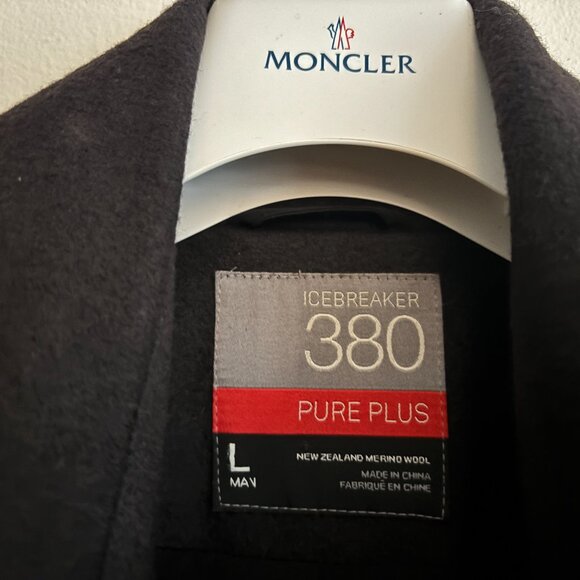 MONCLER
ICEBREAKER
380
PURE PLUS
L
MAN
NEW ZEALAND MERINO WOOL
MADE IN CHINA
FABRIQUÉ EN CHINE